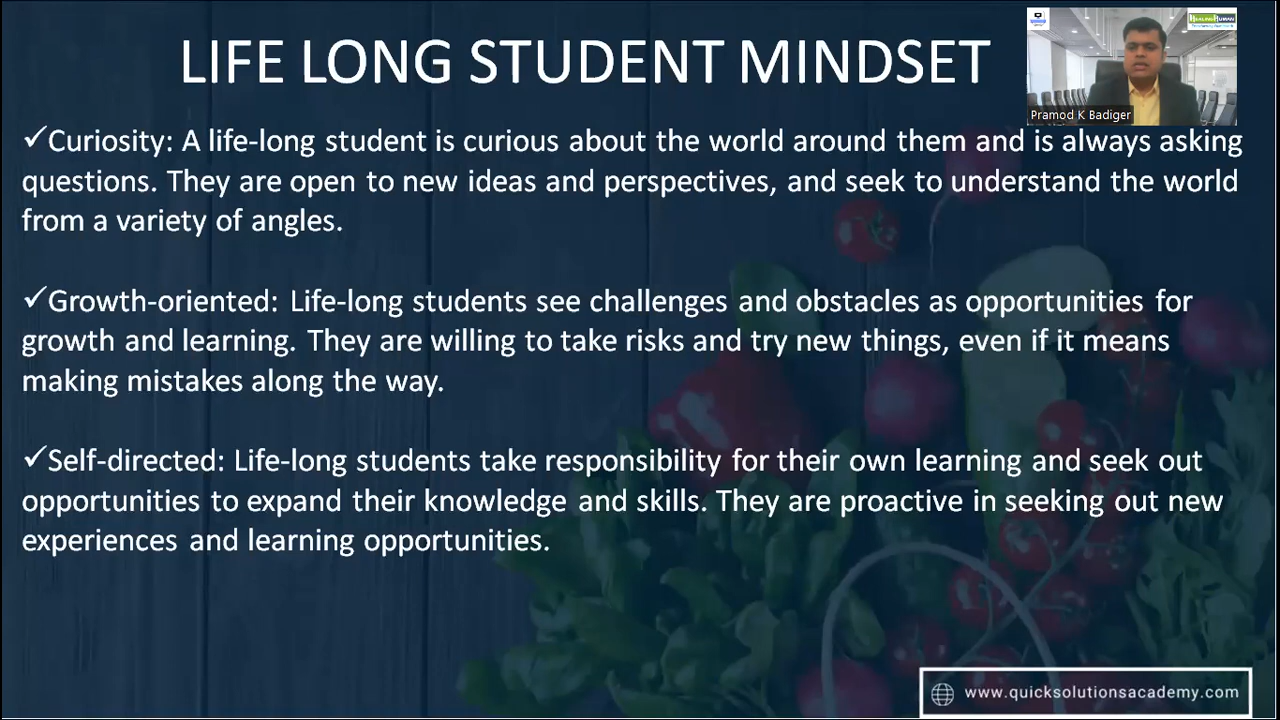 LIFE LONG STUDENT MINDSET
HEALING HUMAN
Pramod K Badiger
✓Curiosity: A life-long student is curious about the world around them and is always asking
questions. They are open to new ideas and perspectives, and seek to understand the world
from a variety of angles.
✓Growth-oriented: Life-long students see challenges and obstacles as opportunities for
growth and learning. They are willing to take risks and try new things, even if it means
making mistakes along the way.
✓Self-directed: Life-long students take responsibility for their own learning and seek out
opportunities to expand their knowledge and skills. They are proactive in seeking out new
experiences and learning opportunities.
www.quicksolutionsacademy.com